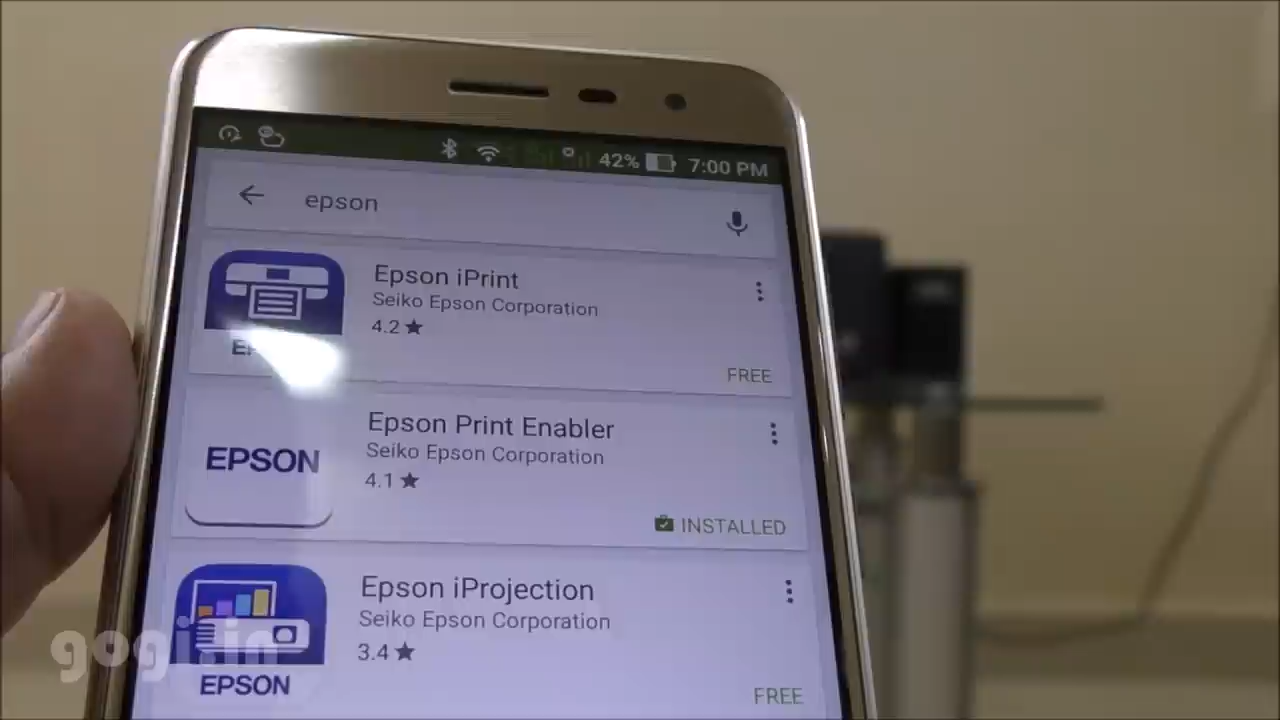 42% 7:00 PM
epson
Epson iPrint
Seiko Epson Corporation
4.2★
FREE
Epson Print Enabler
EPSON
Seiko Epson Corporation
4.1★
INSTALLED
Epson iProjection
Seiko Epson Corporation
3.4★
EPSON
FREE
gogi.in